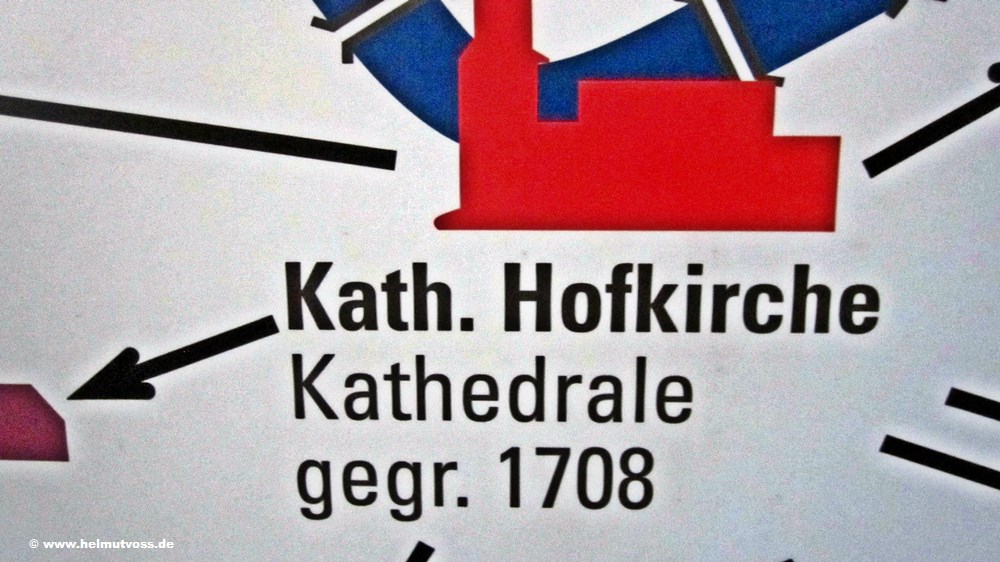 Kath. Hofkirche
Kathedrale
gegr. 1708
© www.helmutvoss.de